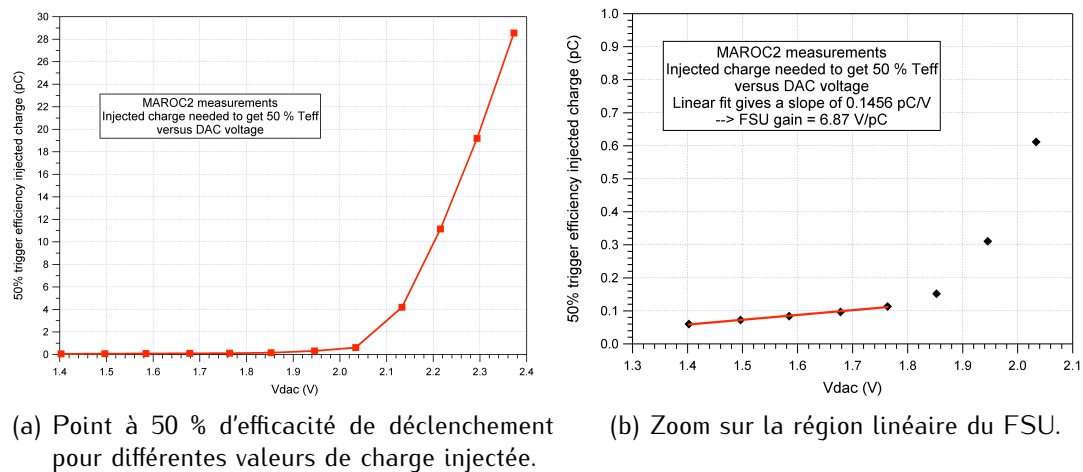 30
28
26
24
22
20
18
16
14
12
10
8
6
4
2
0
50% trigger efficiency injected charge (pC)
MAROC2 measurements
Injected charge needed to get 50 % Teff
versus DAC voltage
1.4 1.5 1.6 1.7 1.8 1.9 2.0 2.1 2.2 2.3 2.4
Vdac (V)
(a) Point à 50 % d'efficacité de déclenchement
pour différentes valeurs de charge injectée.
1.0
0.9
0.8
0.7
0.6
0.5
0.4
0.3
0.2
0.1
0.0
50% trigger efficiency injected charge (pC)
MAROC2 measurements
Injected charge needed to get 50 % Teff
versus DAC voltage
Linear fit gives a slope of 0.1456 pC/V
--> FSU gain = 6.87 V/pC
1.3 1.4 1.5 1.6 1.7 1.8 1.9 2.0 2.1
Vdac (V)
(b) Zoom sur la région linéaire du FSU.